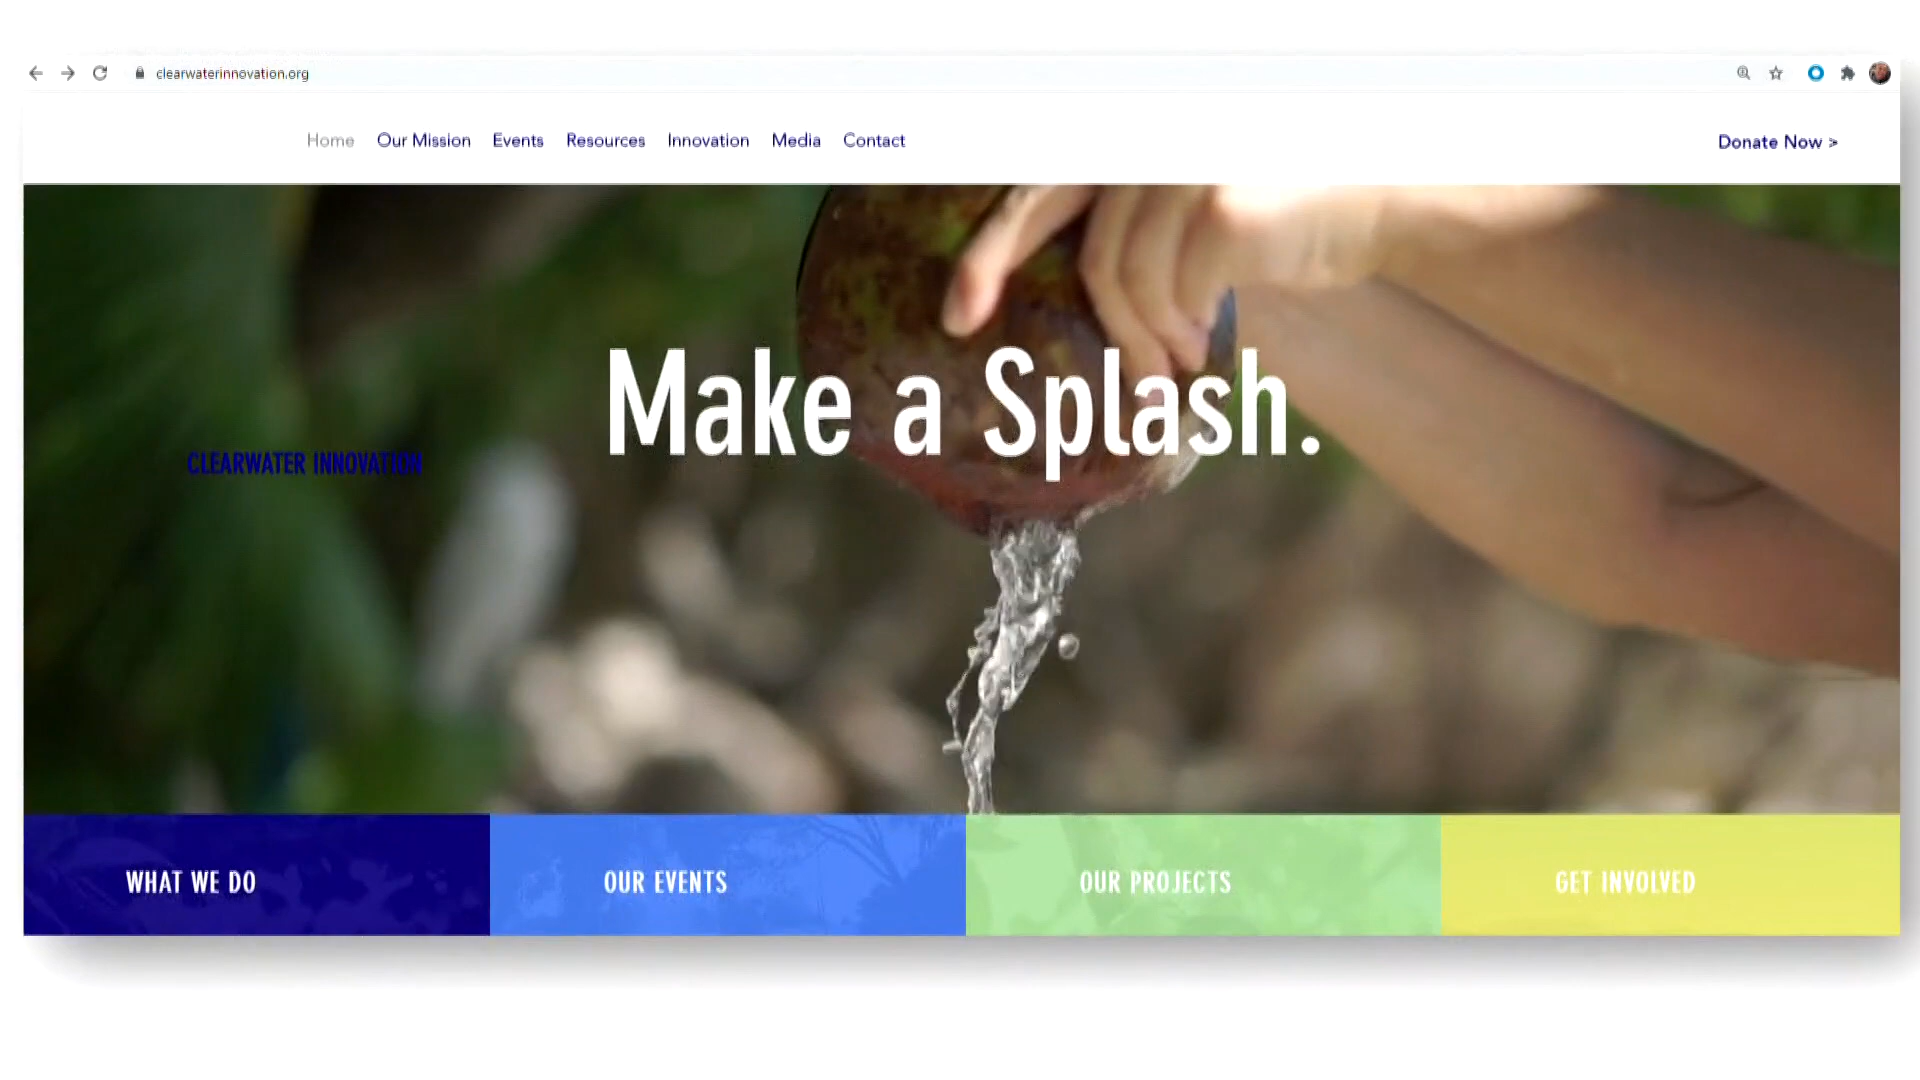 clearwaterinnovation.org
Home Our Mission Events Resources Innovation Media Contact
Donate Now >
Make a Splash.
CLEARWATER INNOVATION
WHAT WE DO
OUR EVENTS
OUR PROJECTS
GET INVOLVED